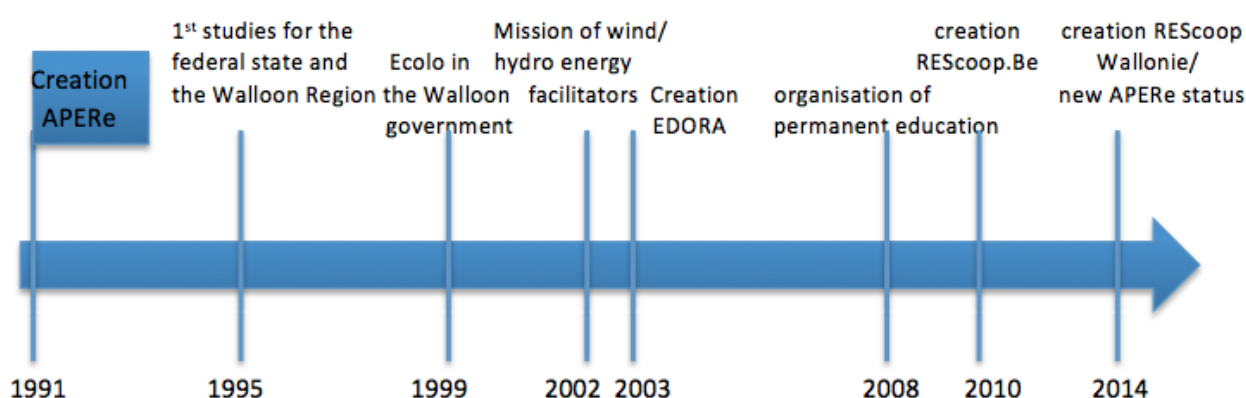 Creation
APERe
1st studies for the
federal state and
the Walloon Region
Ecolo in
the Walloon
government
Mission of wind/
hydro energy
facilitators
Creation
EDORA
organisation of
permanent education
creation
REScoop.Be
creation REScoop
Wallonie/
new APERe status
1991
1995
1999
2002
2003
2008
2010
2014